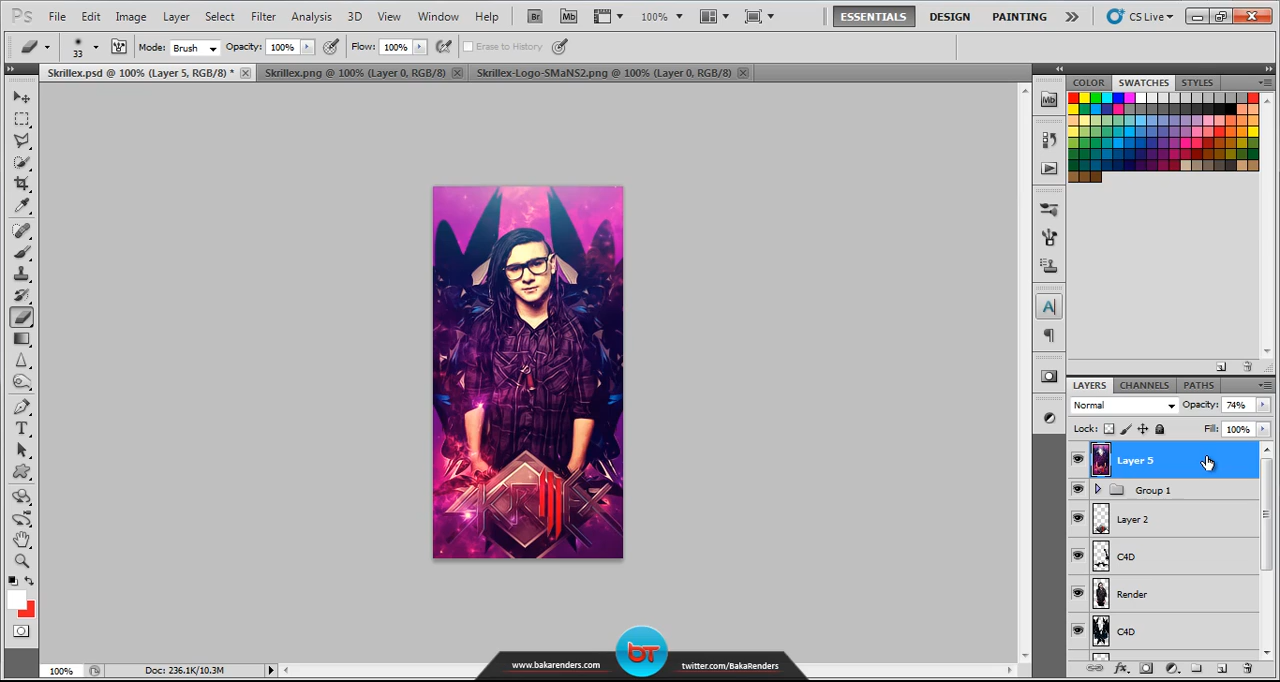 Ps File Edit Image Layer Select Filter Analysis 3D View Window Help Br Mb 100% ESSENTIALS DESIGN PAINTING CS Live
33 Mode: Brush Opacity: 100% Flow: 100% Erase to History
Skrillex.psd @ 100% (Layer 5, RGB/8) * Skrillex.png @ 100% (Layer 0, RGB/8) Skrillex-Logo-SMaNS2.png @ 100% (Layer 0, RGB/8)
COLOR SWATCHES STYLES
Mb
SKRILLEX
LAYERS CHANNELS PATHS
Normal Opacity: 74%
Lock: Fill: 100%
Layer 5
Group 1
Layer 2
C4D
Render
C4D
100% Doc: 236.1K/10.3M
www.bakarenders.com bt twitter.com/BakaRenders